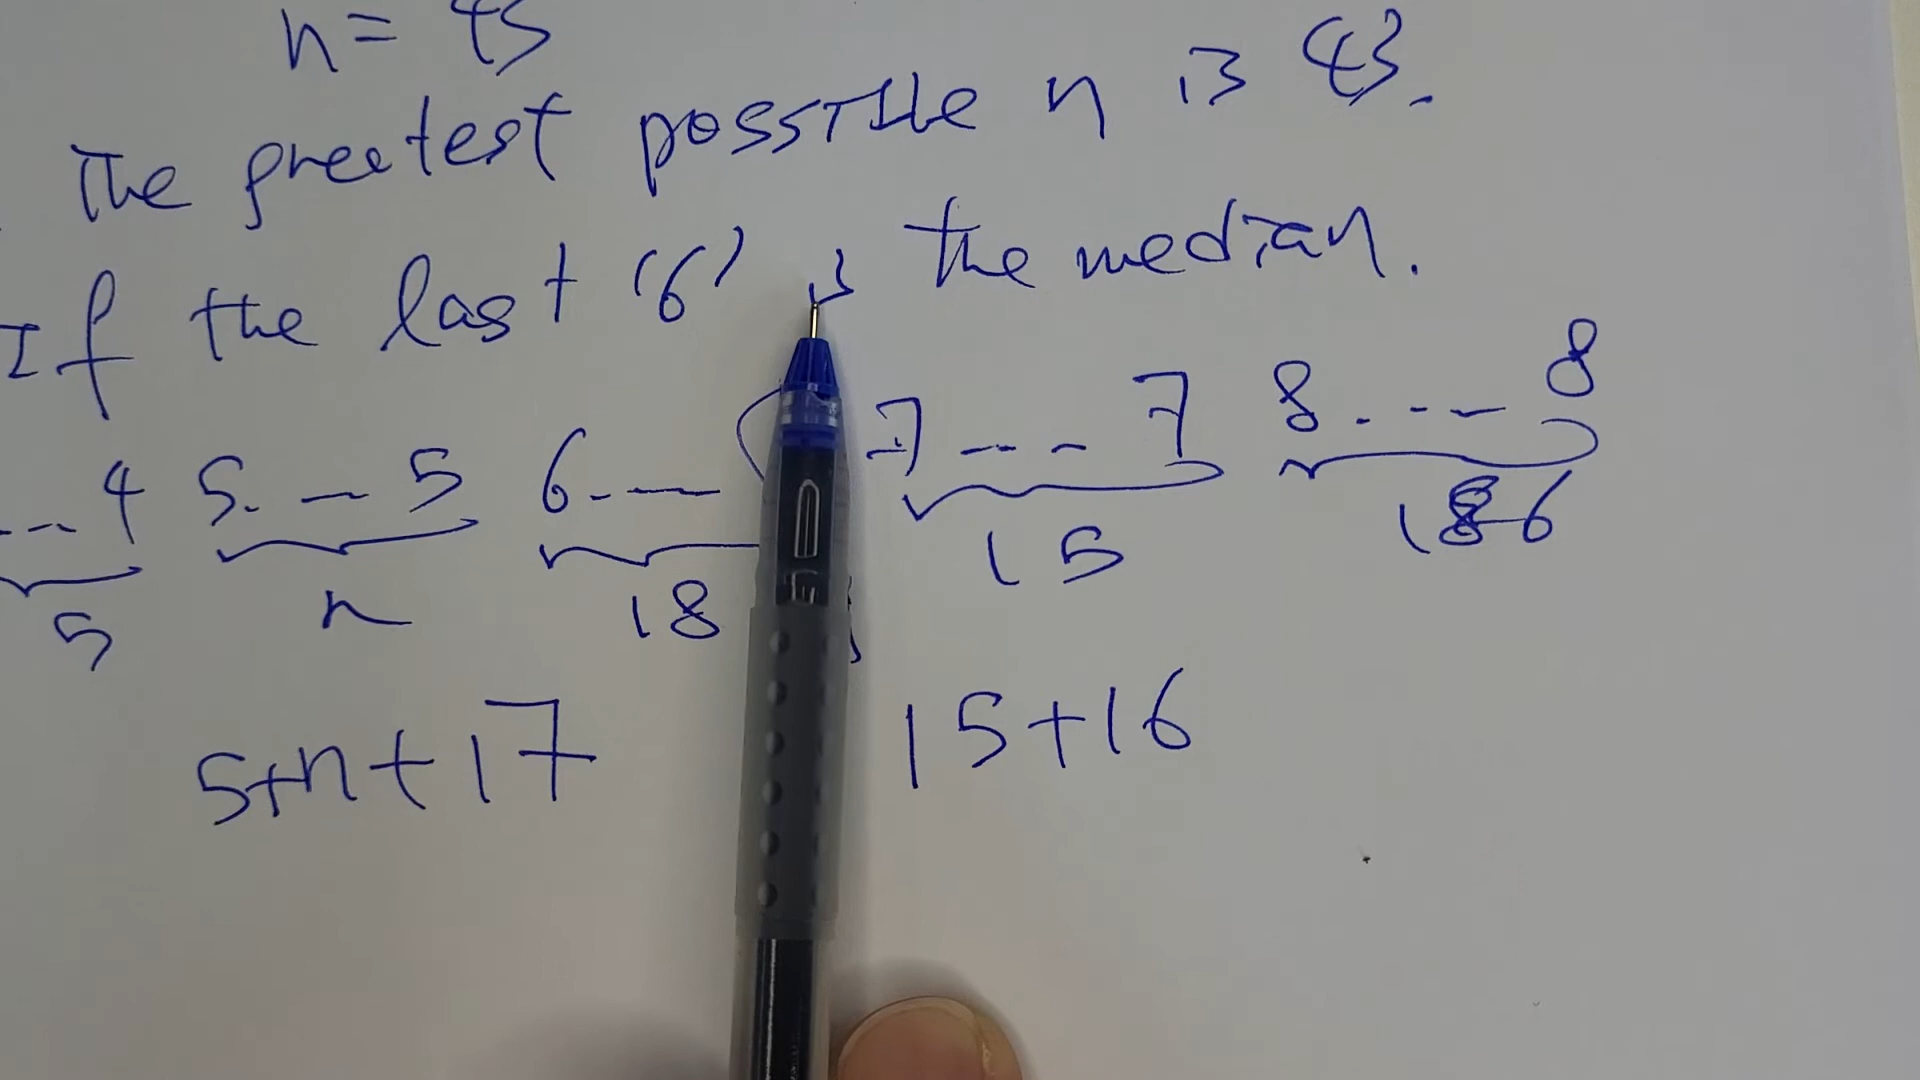 n = 43
The greatest possible n is 43.
If the last '6' is the median.
... 4 5. — 5 6. — 7 --- 7 8. --- 8
5 n 18 15 16
5+n+17 15+16